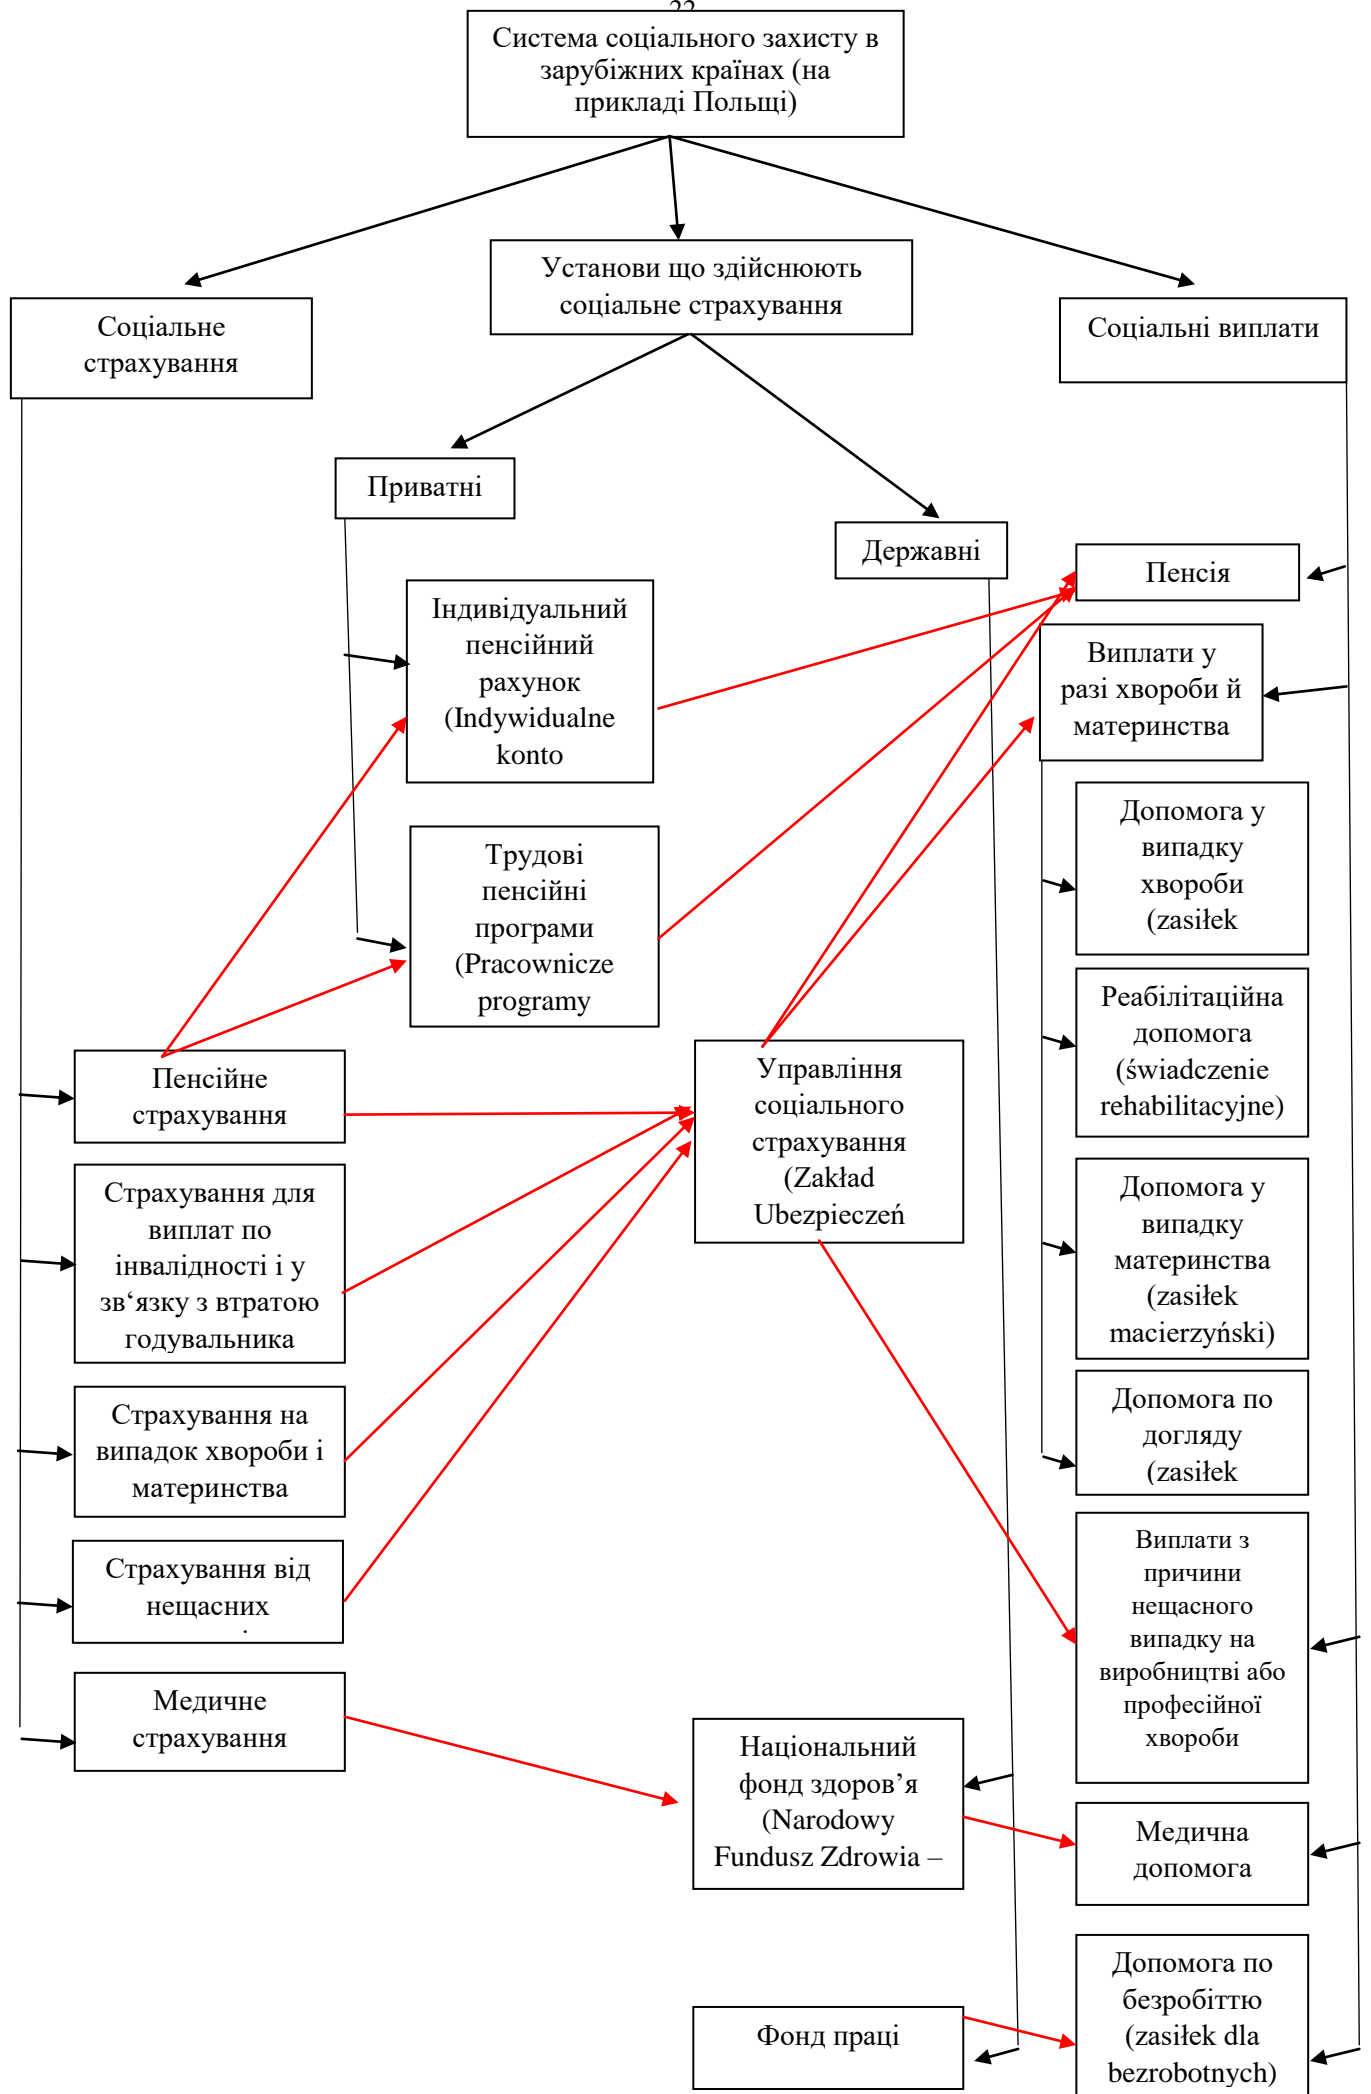 22
Система соціального захисту в
зарубіжних країнах (на
прикладі Польщі)
Установи що здійснюють
соціальне страхування
Соціальне
страхування
Соціальні виплати
Приватні
Державні
Індивідуальний
пенсійний
рахунок
(Indywidualne
konto
Трудові
пенсійні
програми
(Pracownicze
programy
Пенсійне
страхування
Страхування для
виплат по
інвалідності і у
зв‘язку з втратою
годувальника
Страхування на
випадок хвороби і
материнства
Страхування від
нещасних
Медичне
страхування
Управління
соціального
страхування
(Zakład
Ubezpieczeń
Національний
фонд здоров’я
(Narodowy
Fundusz Zdrowia –
Фонд праці
Пенсія
Виплати у
разі хвороби й
материнства
Допомога у
випадку
хвороби
(zasiłek
Реабілітаційна
допомога
(świadczenie
rehabilitacyjne)
Допомога у
випадку
материнства
(zasiłek
macierzyński)
Допомога по
догляду
(zasiłek
Виплати з
причини
нещасного
випадку на
виробництві або
професійної
хвороби
Медична
допомога
Допомога по
безробіттю
(zasiłek dla
bezrobotnych)